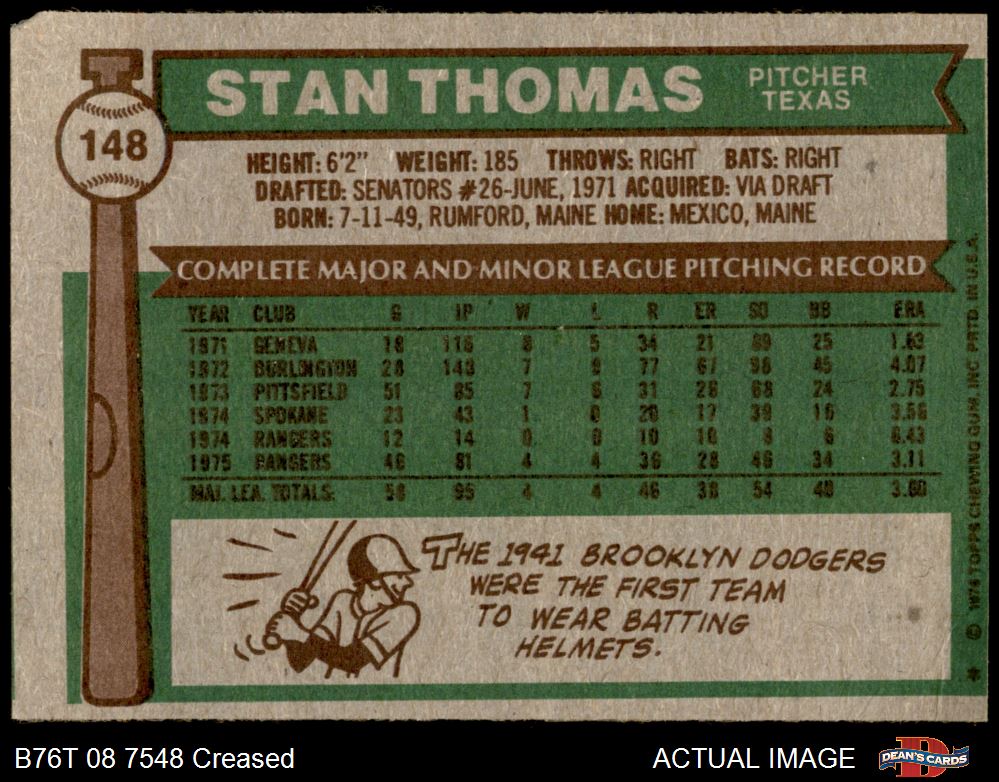 STAN THOMAS
PITCHER
TEXAS
148
HEIGHT: 6'2" WEIGHT: 185 THROWS: RIGHT BATS: RIGHT
DRAFTED: SENATORS #26-JUNE, 1971 ACQUIRED: VIA DRAFT
BORN: 7-11-49, RUMFORD, MAINE HOME: MEXICO, MAINE
COMPLETE MAJOR AND MINOR LEAGUE PITCHING RECORD
YEAR CLUB G IP W L R ER SO BB ERA
1971 GENEVA 18 116 8 5 34 21 89 25 1.63
1972 BURLINGTON 28 148 7 9 77 67 98 45 4.07
1973 PITTSFIELD 51 85 7 6 31 26 68 24 2.75
1974 SPOKANE 23 43 1 0 20 17 39 16 3.56
1974 RANGERS 12 14 0 0 10 10 8 6 6.43
1975 RANGERS 46 81 4 4 36 28 46 34 3.11
MAJ. LEA. TOTALS: 58 95 4 4 46 38 54 40 3.60
THE 1941 BROOKLYN DODGERS
WERE THE FIRST TEAM
TO WEAR BATTING
HELMETS.
* © 1976 TOPPS CHEWING GUM, INC. PRTD. IN U.S.A.
B76T 08 7548 Creased
ACTUAL IMAGE
DEAN'S CARDS